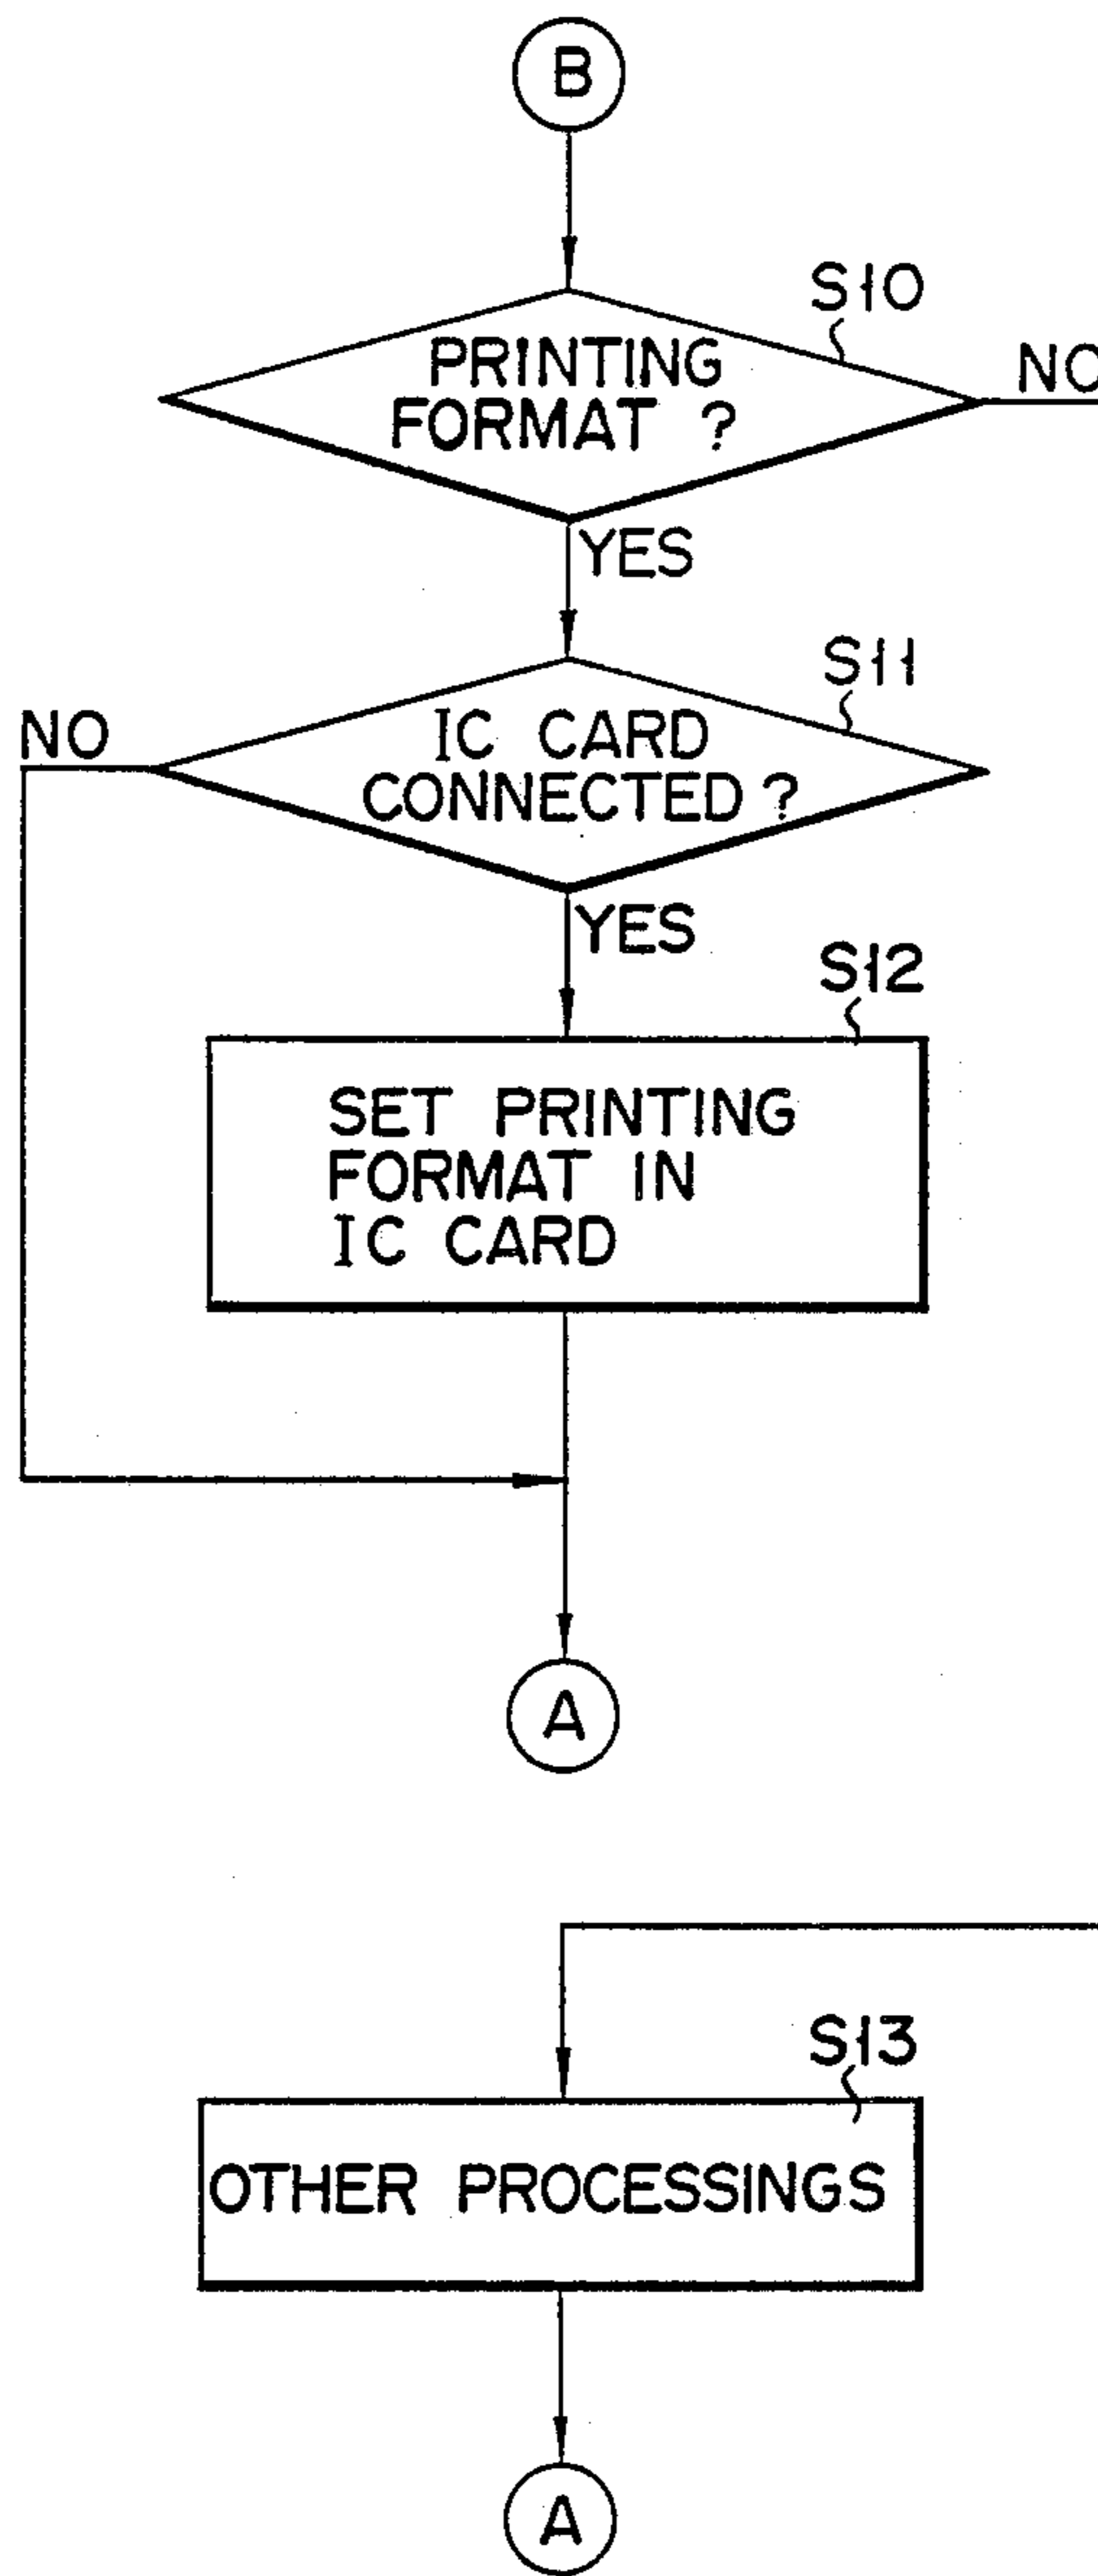 B
S10
PRINTING
FORMAT ?
NO
YES
S11
NO
IC CARD
CONNECTED ?
YES
S12
SET PRINTING
FORMAT IN
IC CARD
A
S13
OTHER PROCESSINGS
A